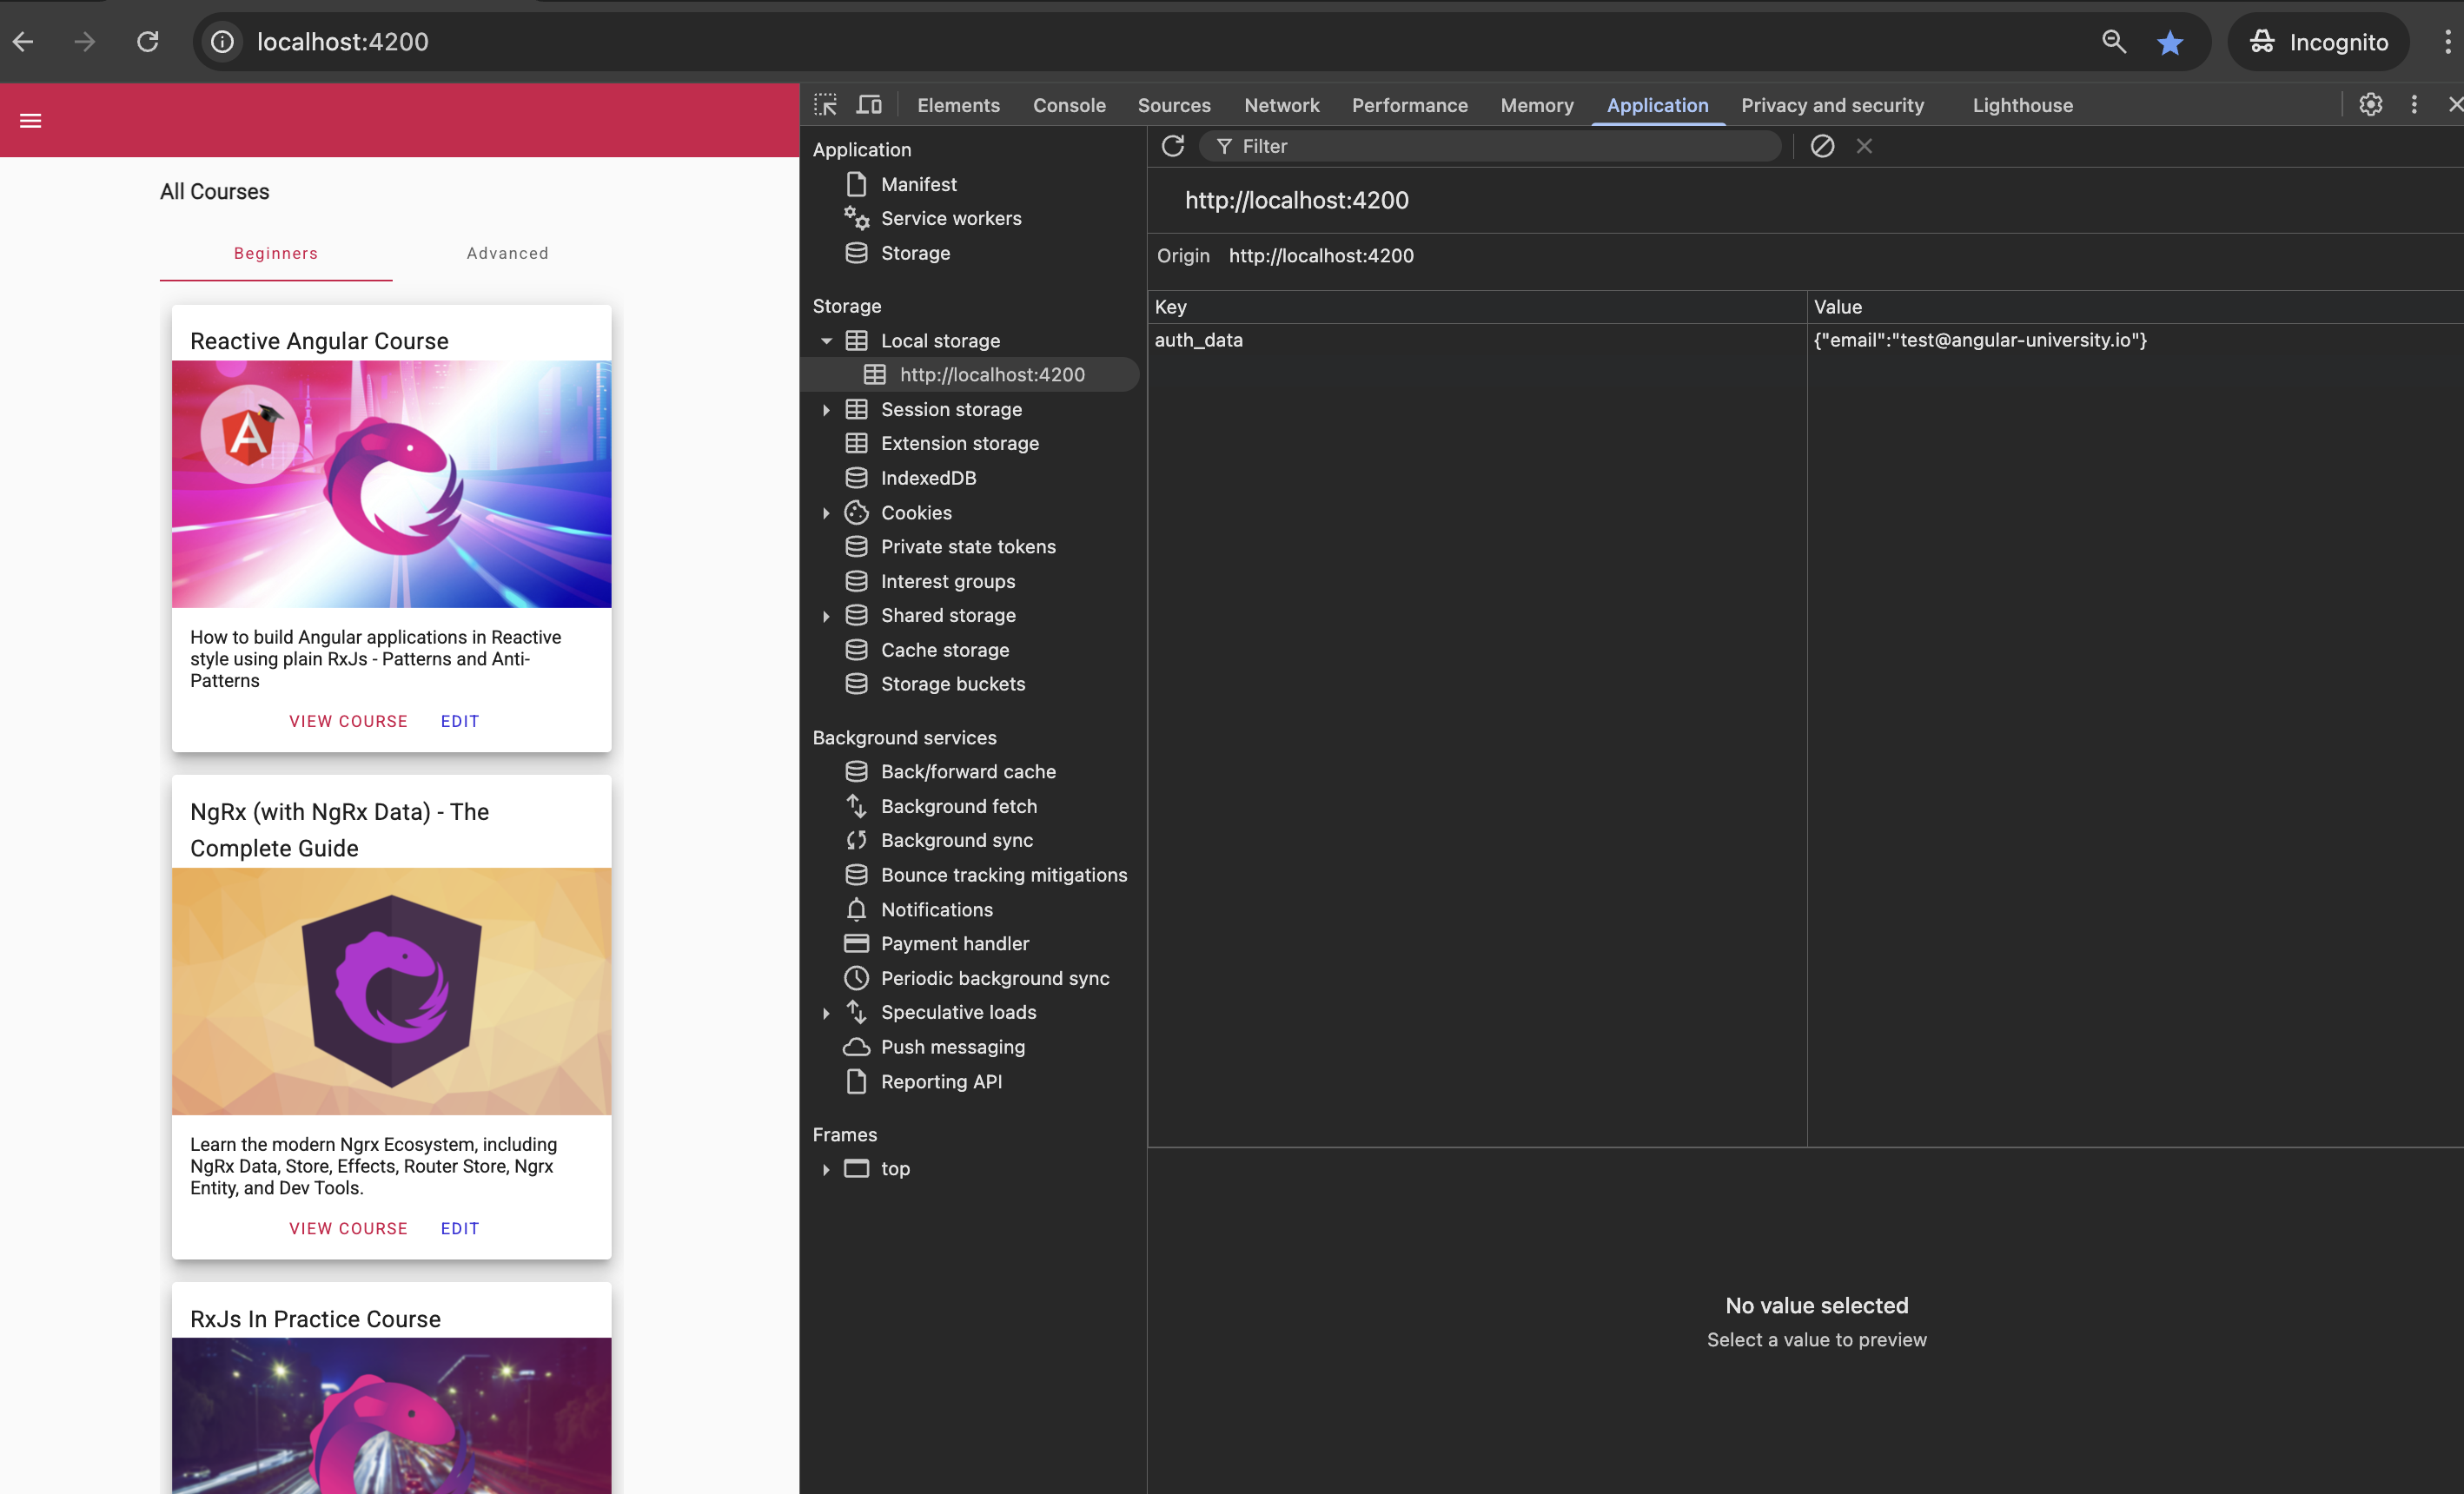 localhost:4200
Incognito
All Courses
Beginners
Advanced
Reactive Angular Course
A
How to build Angular applications in Reactive
style using plain RxJs - Patterns and Anti-
Patterns
VIEW COURSE
EDIT
NgRx (with NgRx Data) - The
Complete Guide
Learn the modern Ngrx Ecosystem, including
NgRx Data, Store, Effects, Router Store, Ngrx
Entity, and Dev Tools.
VIEW COURSE
EDIT
RxJs In Practice Course
Elements
Console
Sources
Network
Performance
Memory
Application
Privacy and security
Lighthouse
Application
Manifest
Service workers
Storage
Storage
Local storage
http://localhost:4200
Session storage
Extension storage
IndexedDB
Cookies
Private state tokens
Interest groups
Shared storage
Cache storage
Storage buckets
Background services
Back/forward cache
Background fetch
Background sync
Bounce tracking mitigations
Notifications
Payment handler
Periodic background sync
Speculative loads
Push messaging
Reporting API
Frames
top
Filter
http://localhost:4200
Origin http://localhost:4200
Key
Value
auth_data
{"email":"test@angular-university.io"}
No value selected
Select a value to preview